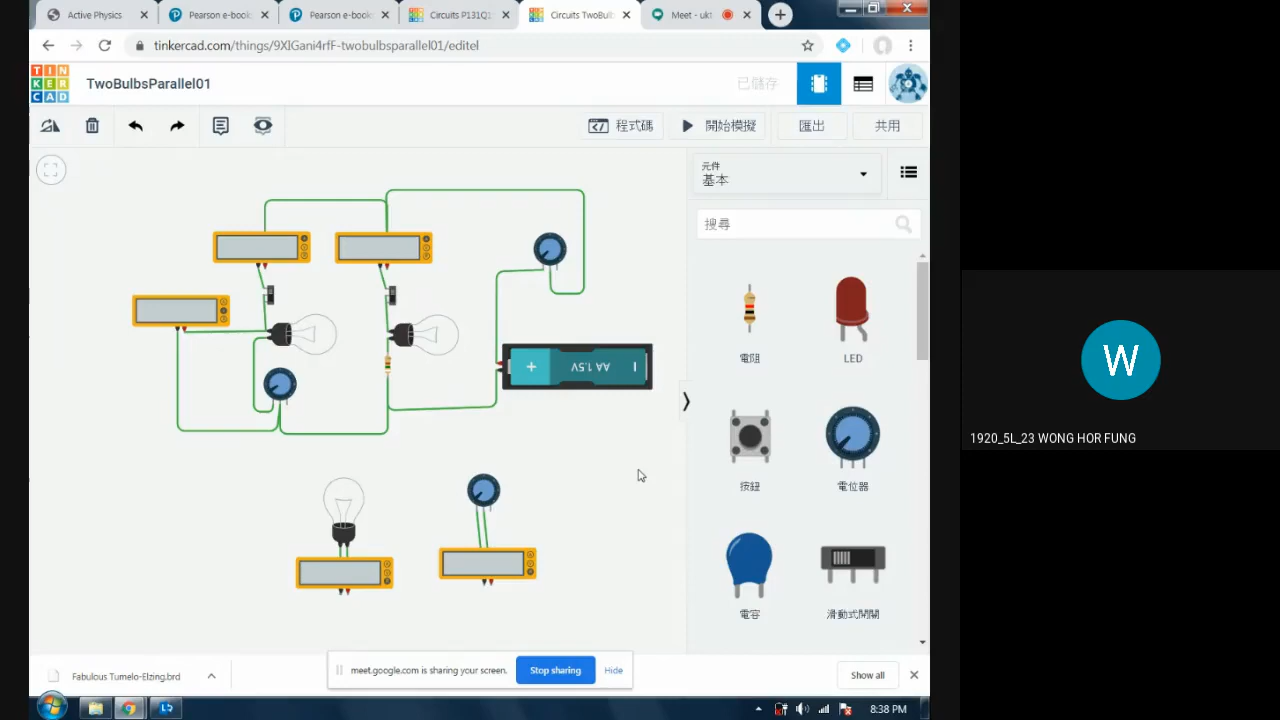 Active Physics
Pearson e-book
Pearson e-book
Circuits P131Q1
Circuits TwoBul
Meet - ukt
tinkercad.com/things/9XlGani4rfF-twobulbsparallel01/editel
TIN
KER
CAD
TwoBulbsParallel01
已儲存
程式碼
開始模擬
匯出
共用
元件
基本
搜尋
電阻
LED
按鈕
電位器
電容
滑動式開關
+
AA 1.5V
W
1920_5L_23 WONG HOR FUNG
Fabulous Tumelo-Elzing.brd
meet.google.com is sharing your screen.
Stop sharing
Hide
Show all
8:38 PM